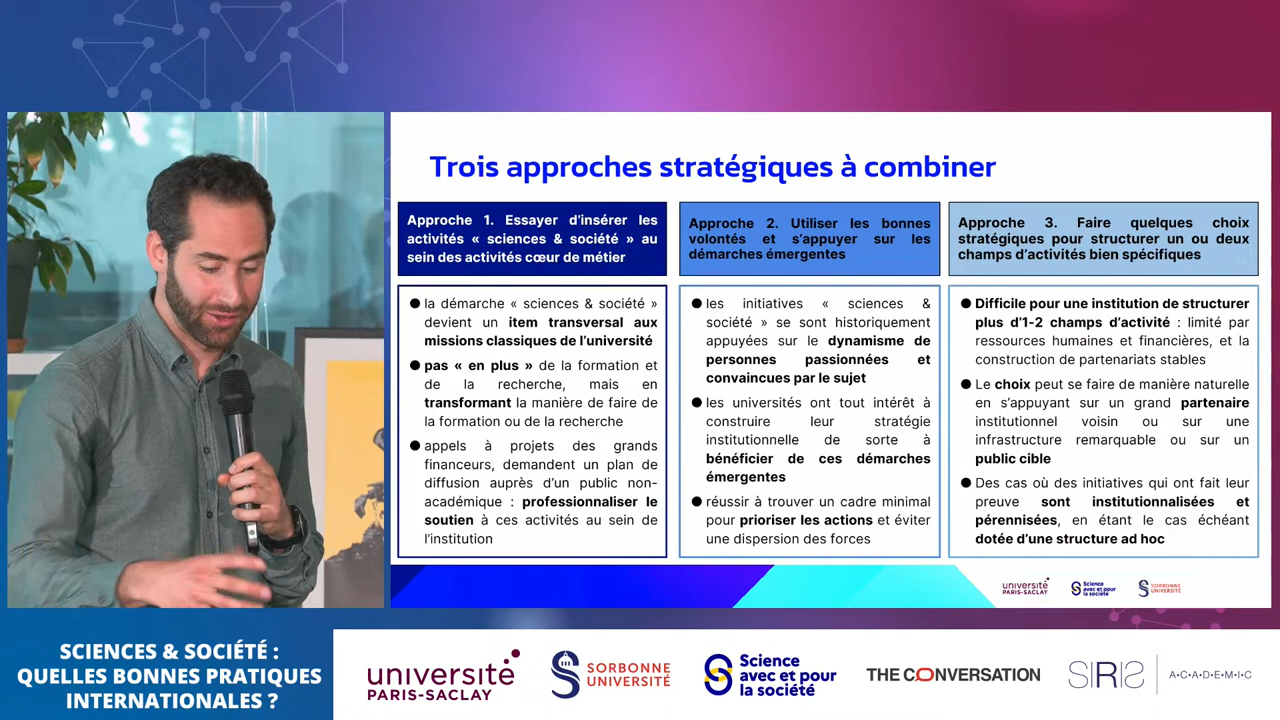 Trois approches stratégiques à combiner
Approche 1. Essayer d’insérer les
activités « sciences & société » au
sein des activités cœur de métier
● la démarche « sciences & société »
devient un item transversal aux
missions classiques de l’université
● pas « en plus » de la formation et
de la recherche, mais en
transformant la manière de faire de
la formation ou de la recherche
● appels à projets des grands
financeurs, demandent un plan de
diffusion auprès d’un public non-
académique : professionnaliser le
soutien à ces activités au sein de
l’institution
Approche 2. Utiliser les bonnes
volontés et s’appuyer sur les
démarches émergentes
● les initiatives « sciences &
société » se sont historiquement
appuyées sur le dynamisme de
personnes passionnées et
convaincues par le sujet
● les universités ont tout intérêt à
construire leur stratégie
institutionnelle de sorte à
bénéficier de ces démarches
émergentes
● réussir à trouver un cadre minimal
pour prioriser les actions et éviter
une dispersion des forces
Approche 3. Faire quelques choix
stratégiques pour structurer un ou deux
champs d’activités bien spécifiques
● Difficile pour une institution de structurer
plus d’1-2 champs d’activité : limité par
ressources humaines et financières, et la
construction de partenariats stables
● Le choix peut se faire de manière naturelle
en s’appuyant sur un grand partenaire
institutionnel voisin ou sur une
infrastructure remarquable ou sur un
public cible
● Des cas où des initiatives qui ont fait leur
preuve sont institutionnalisées et
pérennisées, en étant le cas échéant
dotée d’une structure ad hoc
université
PARIS-SACLAY
Science
avec et pour
la société
SORBONNE
UNIVERSITÉ
SCIENCES & SOCIÉTÉ :
QUELLES BONNES PRATIQUES
INTERNATIONALES ?
université
PARIS-SACLAY
SORBONNE
UNIVERSITÉ
Science
avec et pour
la société
THE CONVERSATION
SIRIS
A•C•A•D•E•M•I•C